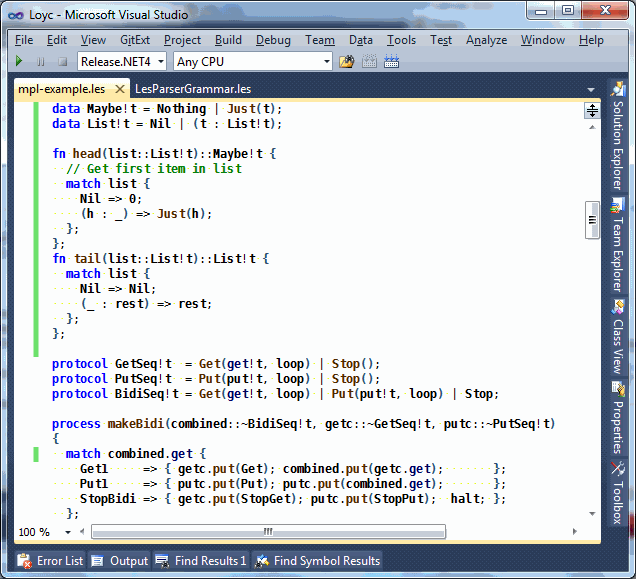 Loyc - Microsoft Visual Studio
File Edit View GitExt Project Build Debug Team Data Tools Test Analyze Window Help
Release.NET4 Any CPU
mpl-example.les × LesParserGrammar.les
data Maybe!t = Nothing | Just(t);
data List!t = Nil | (t : List!t);
fn head(list::List!t)::Maybe!t {
// Get first item in list
match list {
Nil => 0;
(h : _) => Just(h);
};
};
fn tail(list::List!t)::List!t {
match list {
Nil => Nil;
(_ : rest) => rest;
};
};
protocol GetSeq!t = Get(get!t, loop) | Stop();
protocol PutSeq!t = Put(put!t, loop) | Stop();
protocol BidiSeq!t = Get(get!t, loop) | Put(put!t, loop) | Stop;
process makeBidi(combined::~BidiSeq!t, getc::~GetSeq!t, putc::~PutSeq!t)
{
match combined.get {
Get1 => { getc.put(Get); combined.put(getc.get); };
Put1 => { putc.put(Put); putc.put(combined.get); };
StopBidi => { getc.put(StopGet); putc.put(StopPut); halt; };
};
100 %
Solution Explorer
Team Explorer
Class View
Properties
Toolbox
Error List Output Find Results 1 Find Symbol Results